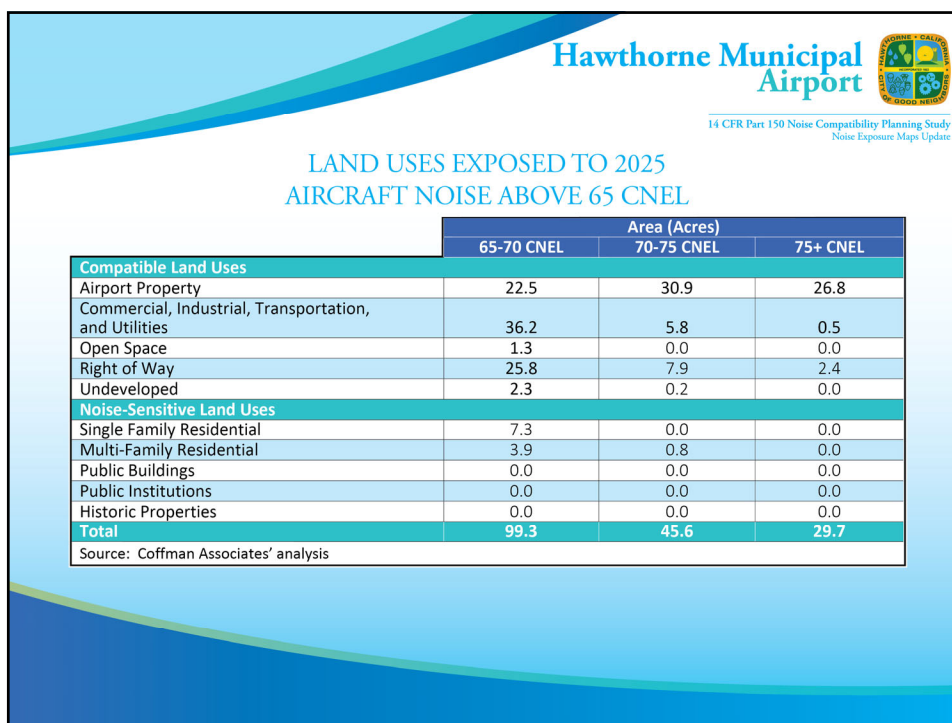 Hawthorne Municipal
Airport
HAWTHORNE • CALIFORNIA
CITY OF GOOD NEIGHBORS
14 CFR Part 150 Noise Compatibility Planning Study
Noise Exposure Maps Update
LAND USES EXPOSED TO 2025
AIRCRAFT NOISE ABOVE 65 CNEL
Area (Acres)
65-70 CNEL 70-75 CNEL 75+ CNEL
Compatible Land Uses
Airport Property 22.5 30.9 26.8
Commercial, Industrial, Transportation,
and Utilities 36.2 5.8 0.5
Open Space 1.3 0.0 0.0
Right of Way 25.8 7.9 2.4
Undeveloped 2.3 0.2 0.0
Noise-Sensitive Land Uses
Single Family Residential 7.3 0.0 0.0
Multi-Family Residential 3.9 0.8 0.0
Public Buildings 0.0 0.0 0.0
Public Institutions 0.0 0.0 0.0
Historic Properties 0.0 0.0 0.0
Total 99.3 45.6 29.7
Source: Coffman Associates' analysis